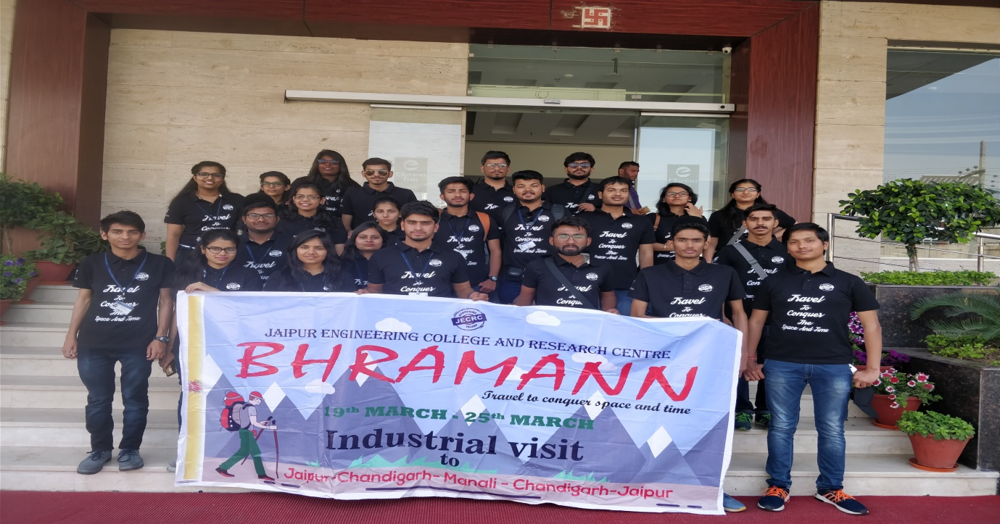 JECRC
JAIPUR ENGINEERING COLLEGE AND RESEARCH CENTRE
BHRAMANN
Travel to conquer space and time
19th MARCH - 25th MARCH
Industrial visit
to
Jaipur-Chandigarh- Manali - Chandigarh-Jaipur
Travel
To
Conquer
The
Space And Time